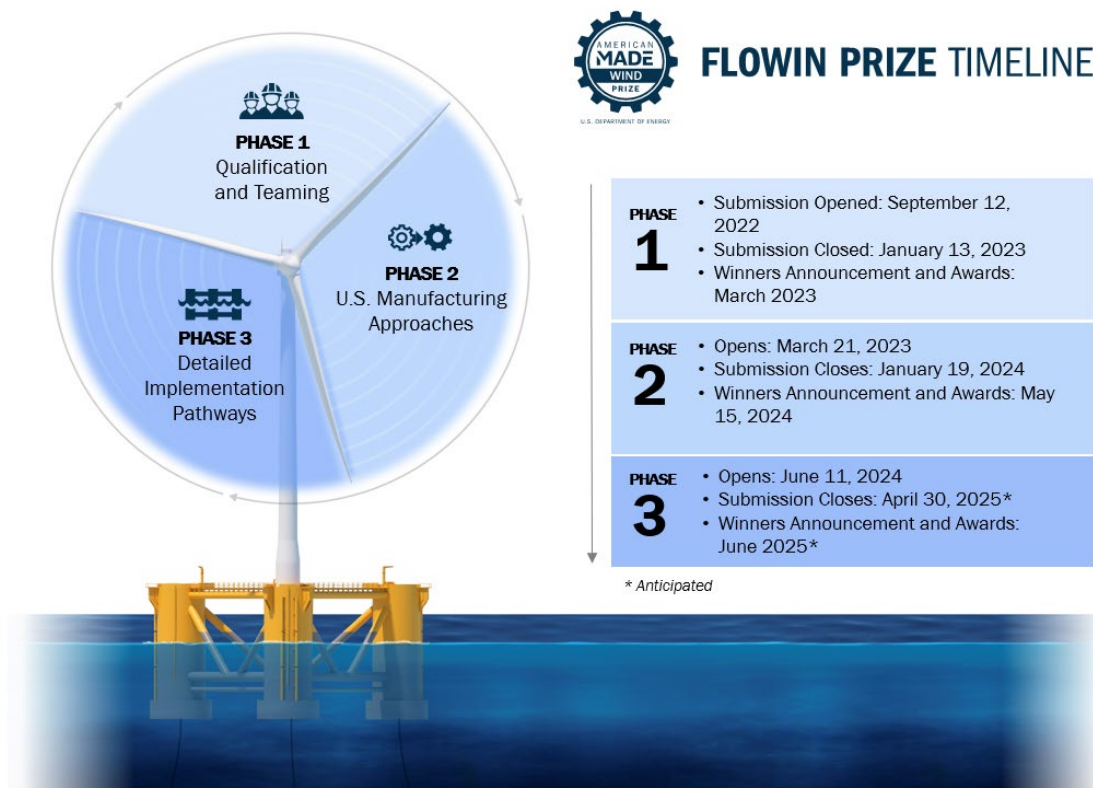 AMERICAN
MADE
WIND
PRIZE
U.S. DEPARTMENT OF ENERGY
FLOWIN PRIZE TIMELINE
PHASE 1
Qualification
and Teaming
PHASE 2
U.S. Manufacturing
Approaches
PHASE 3
Detailed
Implementation
Pathways
PHASE
1
• Submission Opened: September 12,
2022
• Submission Closed: January 13, 2023
• Winners Announcement and Awards:
March 2023
PHASE
2
• Opens: March 21, 2023
• Submission Closes: January 19, 2024
• Winners Announcement and Awards: May
15, 2024
PHASE
3
• Opens: June 11, 2024
• Submission Closes: April 30, 2025*
• Winners Announcement and Awards:
June 2025*
* Anticipated